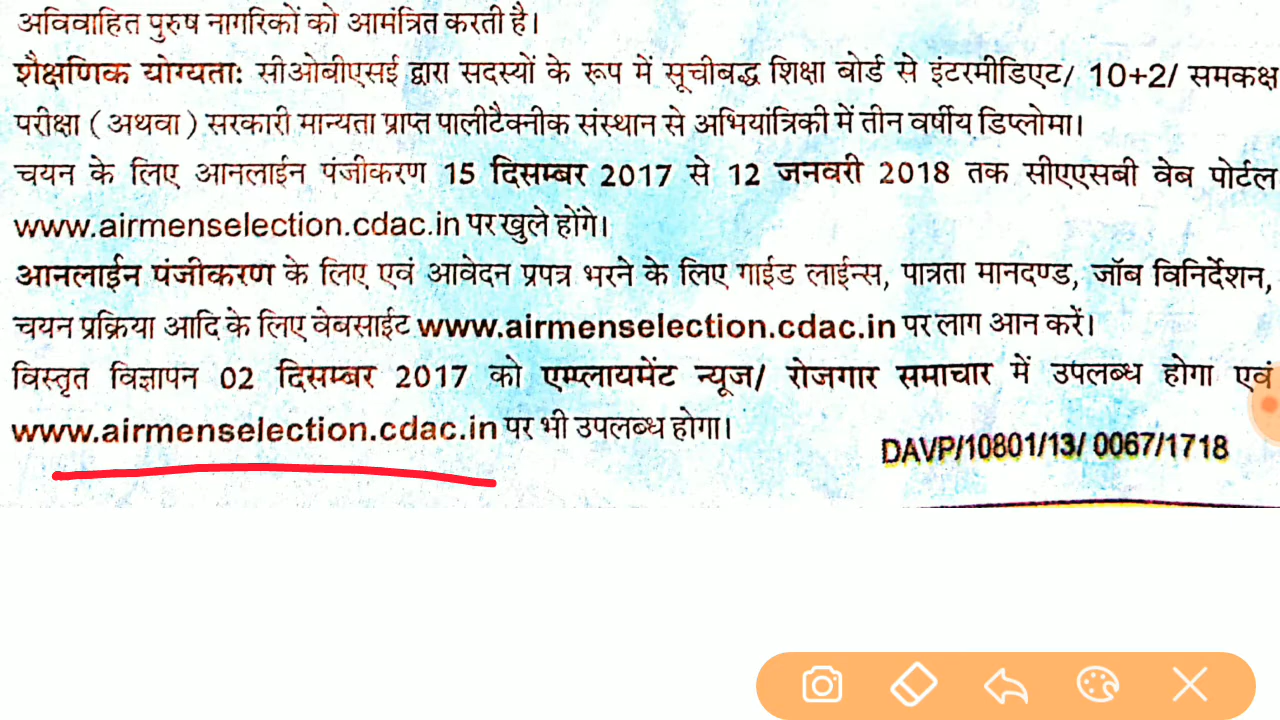 अविवाहित पुरुष नागरिकों को आमंत्रित करती है।
शैक्षणिक योग्यता: सीओबीएसई द्वारा सदस्यों के रूप में सूचीबद्ध शिक्षा बोर्ड से इंटरमीडिएट/ 10+2/ समकक्ष
परीक्षा ( अथवा ) सरकारी मान्यता प्राप्त पालीटैक्नीक संस्थान से अभियांत्रिकी में तीन वर्षीय डिप्लोमा।
चयन के लिए आनलाईन पंजीकरण 15 दिसम्बर 2017 से 12 जनवरी 2018 तक सीएएसबी वेब पोर्टल
www.airmenselection.cdac.in पर खुले होंगे।
आनलाईन पंजीकरण के लिए एवं आवेदन प्रपत्र भरने के लिए गाईड लाईन्स, पात्रता मानदण्ड, जॉब विनिर्देशन,
चयन प्रक्रिया आदि के लिए वेबसाईट www.airmenselection.cdac.in पर लाग आन करें।
विस्तृत विज्ञापन 02 दिसम्बर 2017 को एम्प्लायमेंट न्यूज/ रोजगार समाचार में उपलब्ध होगा एवं
www.airmenselection.cdac.in पर भी उपलब्ध होगा।
DAVP/10801/13/ 0067/1718